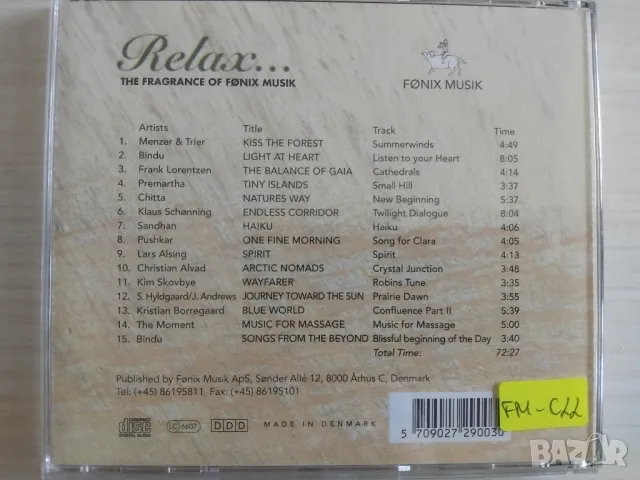 Relax...
THE FRAGRANCE OF FØNIX MUSIK
FØNIX MUSIK
Artists Title Track Time
1. Menzer & Trier KISS THE FOREST Summerwinds 4:49
2. Bindu LIGHT AT HEART Listen to your Heart 8:05
3. Frank Lorentzen THE BALANCE OF GAIA Cathedrals 4:14
4. Premartha TINY ISLANDS Small Hill 3:37
5. Chitta NATURES WAY New Beginning 5:37
6. Klaus Schønning ENDLESS CORRIDOR Twilight Dialogue 8:04
7. Sandhan HAIKU Haiku 4:06
8. Pushkar ONE FINE MORNING Song for Clara 4:05
9. Lars Alsing SPIRIT Spirit 4:13
10. Christian Alvad ARCTIC NOMADS Crystal Junction 3:48
11. Kim Skovbye WAYFARER Robins Tune 3:35
12. S. Hyldgaard/J. Andrews JOURNEY TOWARD THE SUN Prairie Dawn 3:55
13. Kristian Borregaard BLUE WORLD Confluence Part II 5:39
14. The Moment MUSIC FOR MASSAGE Music for Massage 5:00
15. Bindu SONGS FROM THE BEYOND Blissful beginning of the Day 3:40
Total Time: 72:27
Published by Fønix Musik ApS, Sønder Allé 12, 8000 Århus C, Denmark
Tel: (+45) 86195811 Fax: (+45) 86195101
COMPACT disc DIGITAL AUDIO
LC 6607
DDD
MADE IN DENMARK
5 709027 290030
FM-CLL
BAZAR